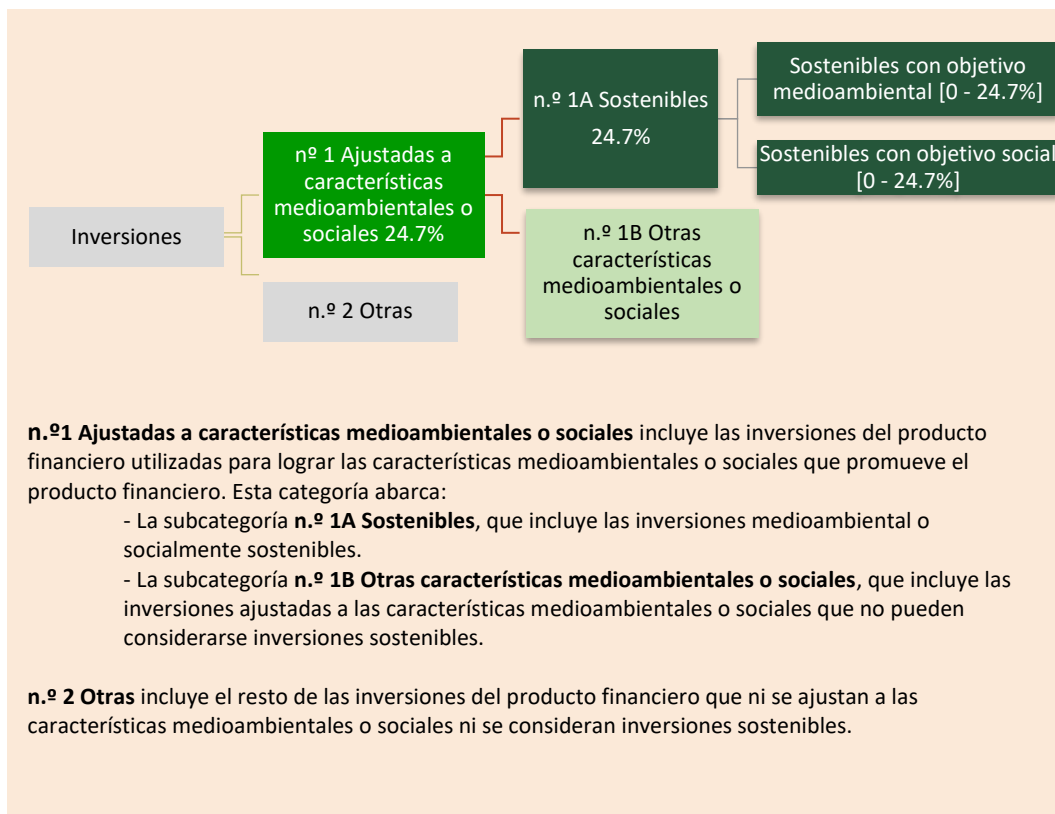 Inversiones
nº 1 Ajustadas a
características
medioambientales o
sociales 24.7%
n.º 2 Otras
n.º 1A Sostenibles
24.7%
n.º 1B Otras
características
medioambientales o
sociales
Sostenibles con objetivo
medioambiental [0 - 24.7%]
Sostenibles con objetivo social
[0 - 24.7%]
n.º1 Ajustadas a características medioambientales o sociales incluye las inversiones del producto
financiero utilizadas para lograr las características medioambientales o sociales que promueve el
producto financiero. Esta categoría abarca:
- La subcategoría n.º 1A Sostenibles, que incluye las inversiones medioambiental o
socialmente sostenibles.
- La subcategoría n.º 1B Otras características medioambientales o sociales, que incluye las
inversiones ajustadas a las características medioambientales o sociales que no pueden
considerarse inversiones sostenibles.
n.º 2 Otras incluye el resto de las inversiones del producto financiero que ni se ajustan a las
características medioambientales o sociales ni se consideran inversiones sostenibles.